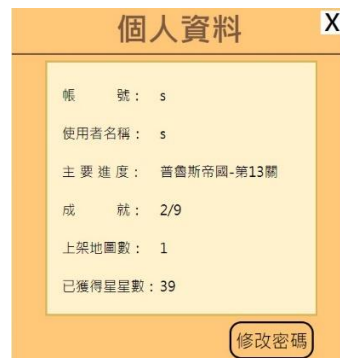 個人資料 X
帳 號： s
使用者名稱： s
主要進度： 普魯斯帝國-第13關
成 就： 2/9
上架地圖數： 1
已獲得星星數：39
修改密碼